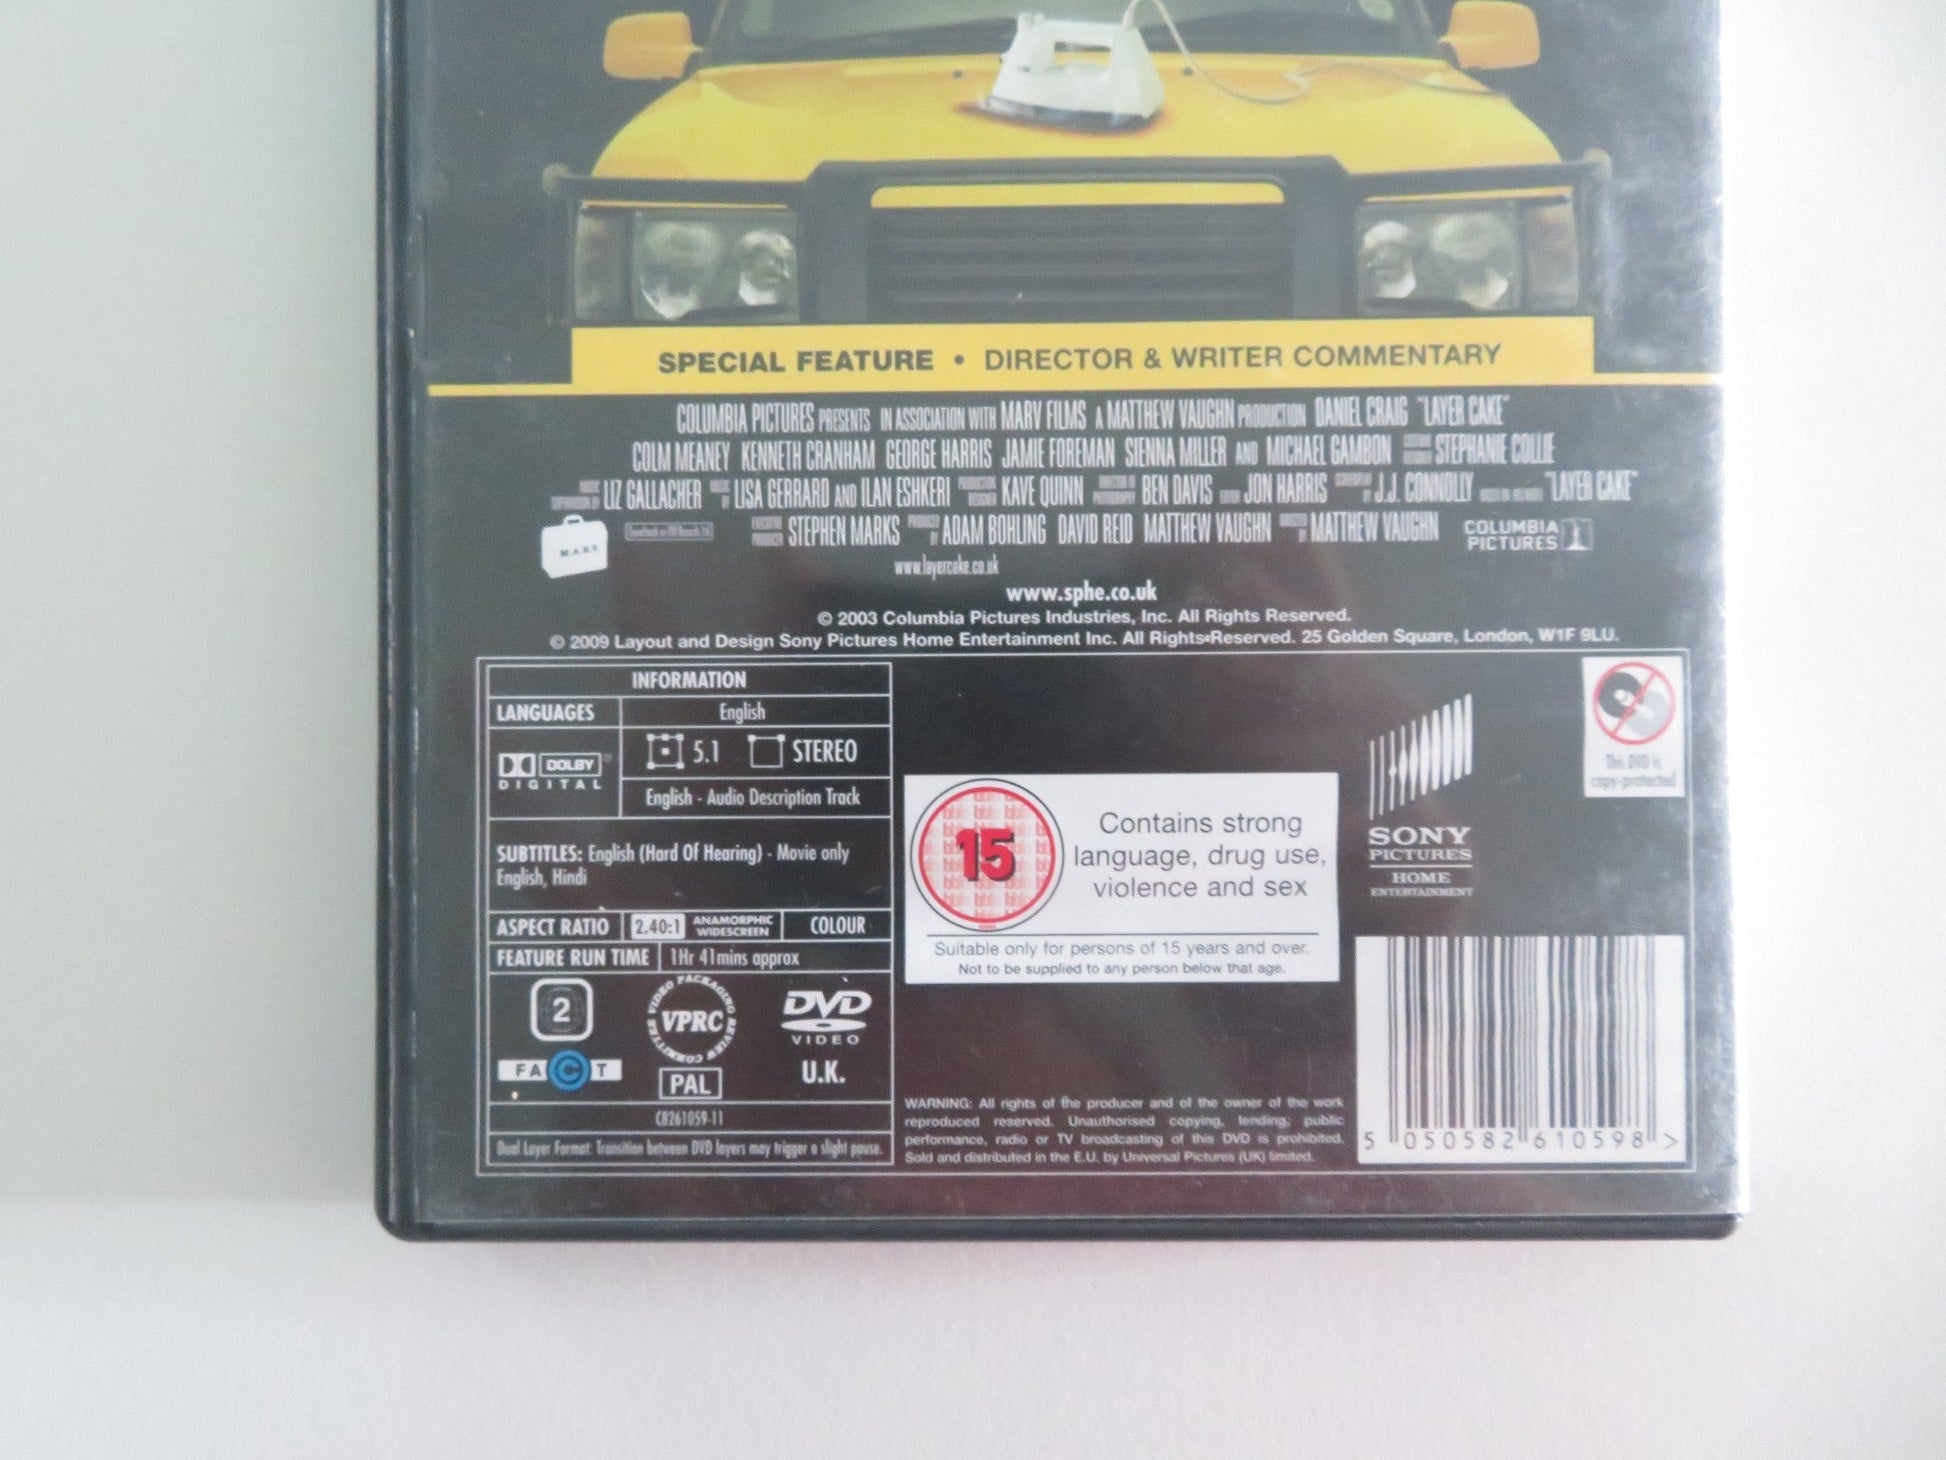 SPECIAL FEATURE • DIRECTOR & WRITER COMMENTARY
COLUMBIA PICTURES PRESENTS IN ASSOCIATION WITH MARV FILMS A MATTHEW VAUGHN PRODUCTION DANIEL CRAIG "LAYER CAKE"
COLM MEANEY KENNETH CRANHAM GEORGE HARRIS JAMIE FOREMAN SIENNA MILLER AND MICHAEL GAMBON STEPHANIE COLLIE
LIZ GALLACHER LISA GERRARD AND ILAN ESHKERI KAVE QUINN BEN DAVIS JON HARRIS J.J. CONNOLLY "LAYER CAKE"
STEPHEN MARKS ADAM BOHLING DAVID REID MATTHEW VAUGHN MATTHEW VAUGHN
M.A.R.V.
COLUMBIA
PICTURES
www.layercake.co.uk
www.sphe.co.uk
© 2003 Columbia Pictures Industries, Inc. All Rights Reserved.
© 2009 Layout and Design Sony Pictures Home Entertainment Inc. All Rights Reserved. 25 Golden Square, London, W1F 9LU.
INFORMATION
LANGUAGES English
DOLBY
DIGITAL
5.1 STEREO
English - Audio Description Track
SUBTITLES: English (Hard Of Hearing) - Movie only
English, Hindi
ASPECT RATIO 2.40:1 ANAMORPHIC
WIDESCREEN COLOUR
FEATURE RUN TIME 1Hr 41mins approx
2
FACT
VIDEO PACKAGING REVIEW COMMITTEE
VPRC
PAL
DVD
VIDEO
U.K.
C8261059-11
Dual Layer Format: Transition between DVD layers may trigger a slight pause.
15
Contains strong
language, drug use,
violence and sex
Suitable only for persons of 15 years and over.
Not to be supplied to any person below that age.
WARNING: All rights of the producer and of the owner of the work
reproduced reserved. Unauthorised copying, lending, public
performance, radio or TV broadcasting of this DVD is prohibited.
Sold and distributed in the E.U. by Universal Pictures (UK) limited.
SONY
PICTURES
HOME
ENTERTAINMENT
This DVD is
copy-protected
5 050582 610598 >